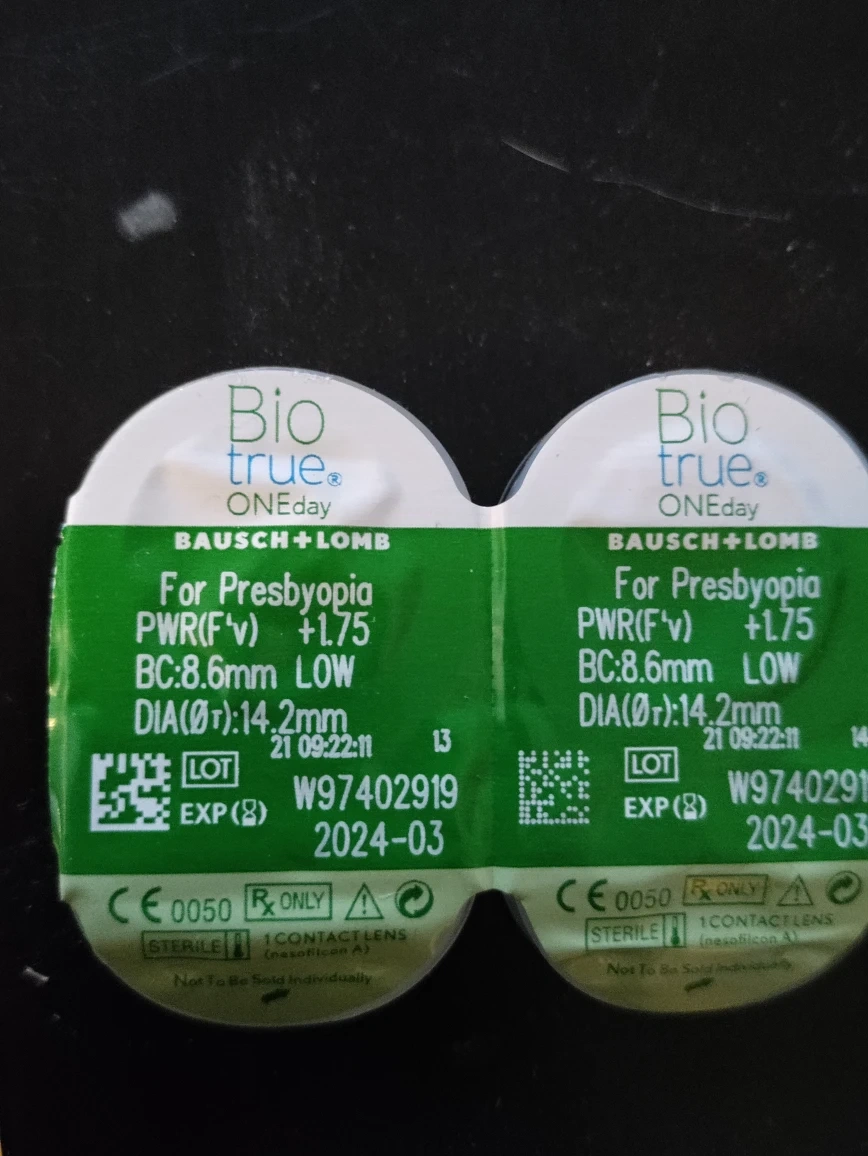 Bio
true®
ONEday
BAUSCH+LOMB
For Presbyopia
PWR(F'v) +1.75
BC:8.6mm LOW
DIA(ØT):14.2mm
21 09:22:11 13
LOT W97402919
EXP 2024-03
CE 0050 Rx ONLY
STERILE 1 CONTACT LENS
(nesofilcon A)
Not To Be Sold Individually
Bio
true®
ONEday
BAUSCH+LOMB
For Presbyopia
PWR(F'v) +1.75
BC:8.6mm LOW
DIA(ØT):14.2mm
21 09:22:11 14
LOT W9740291
EXP 2024-03
CE 0050 Rx ONLY
STERILE 1 CONTACT LENS
(nesofilcon A)
Not To Be Sold Individually